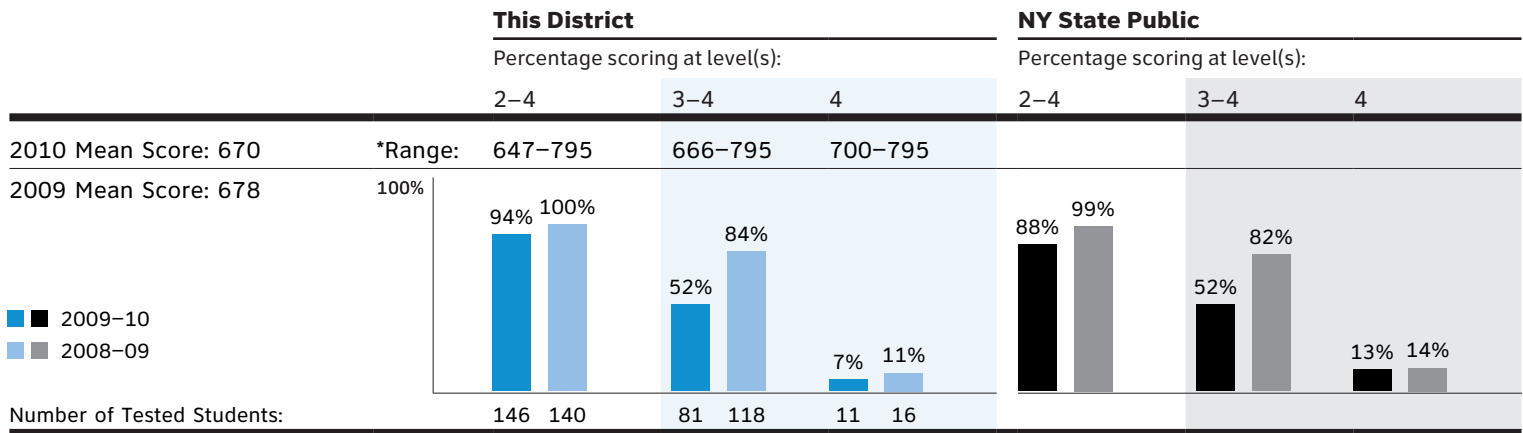 This District NY State Public
Percentage scoring at level(s): Percentage scoring at level(s):
2–4 3–4 4 2–4 3–4 4
2010 Mean Score: 670 *Range: 647–795 666–795 700–795
2009 Mean Score: 678 100%
94% 100% 84% 88% 99% 82%
52% 52%
7% 11% 13% 14%
2009–10
2008–09
Number of Tested Students: 146 140 81 118 11 16